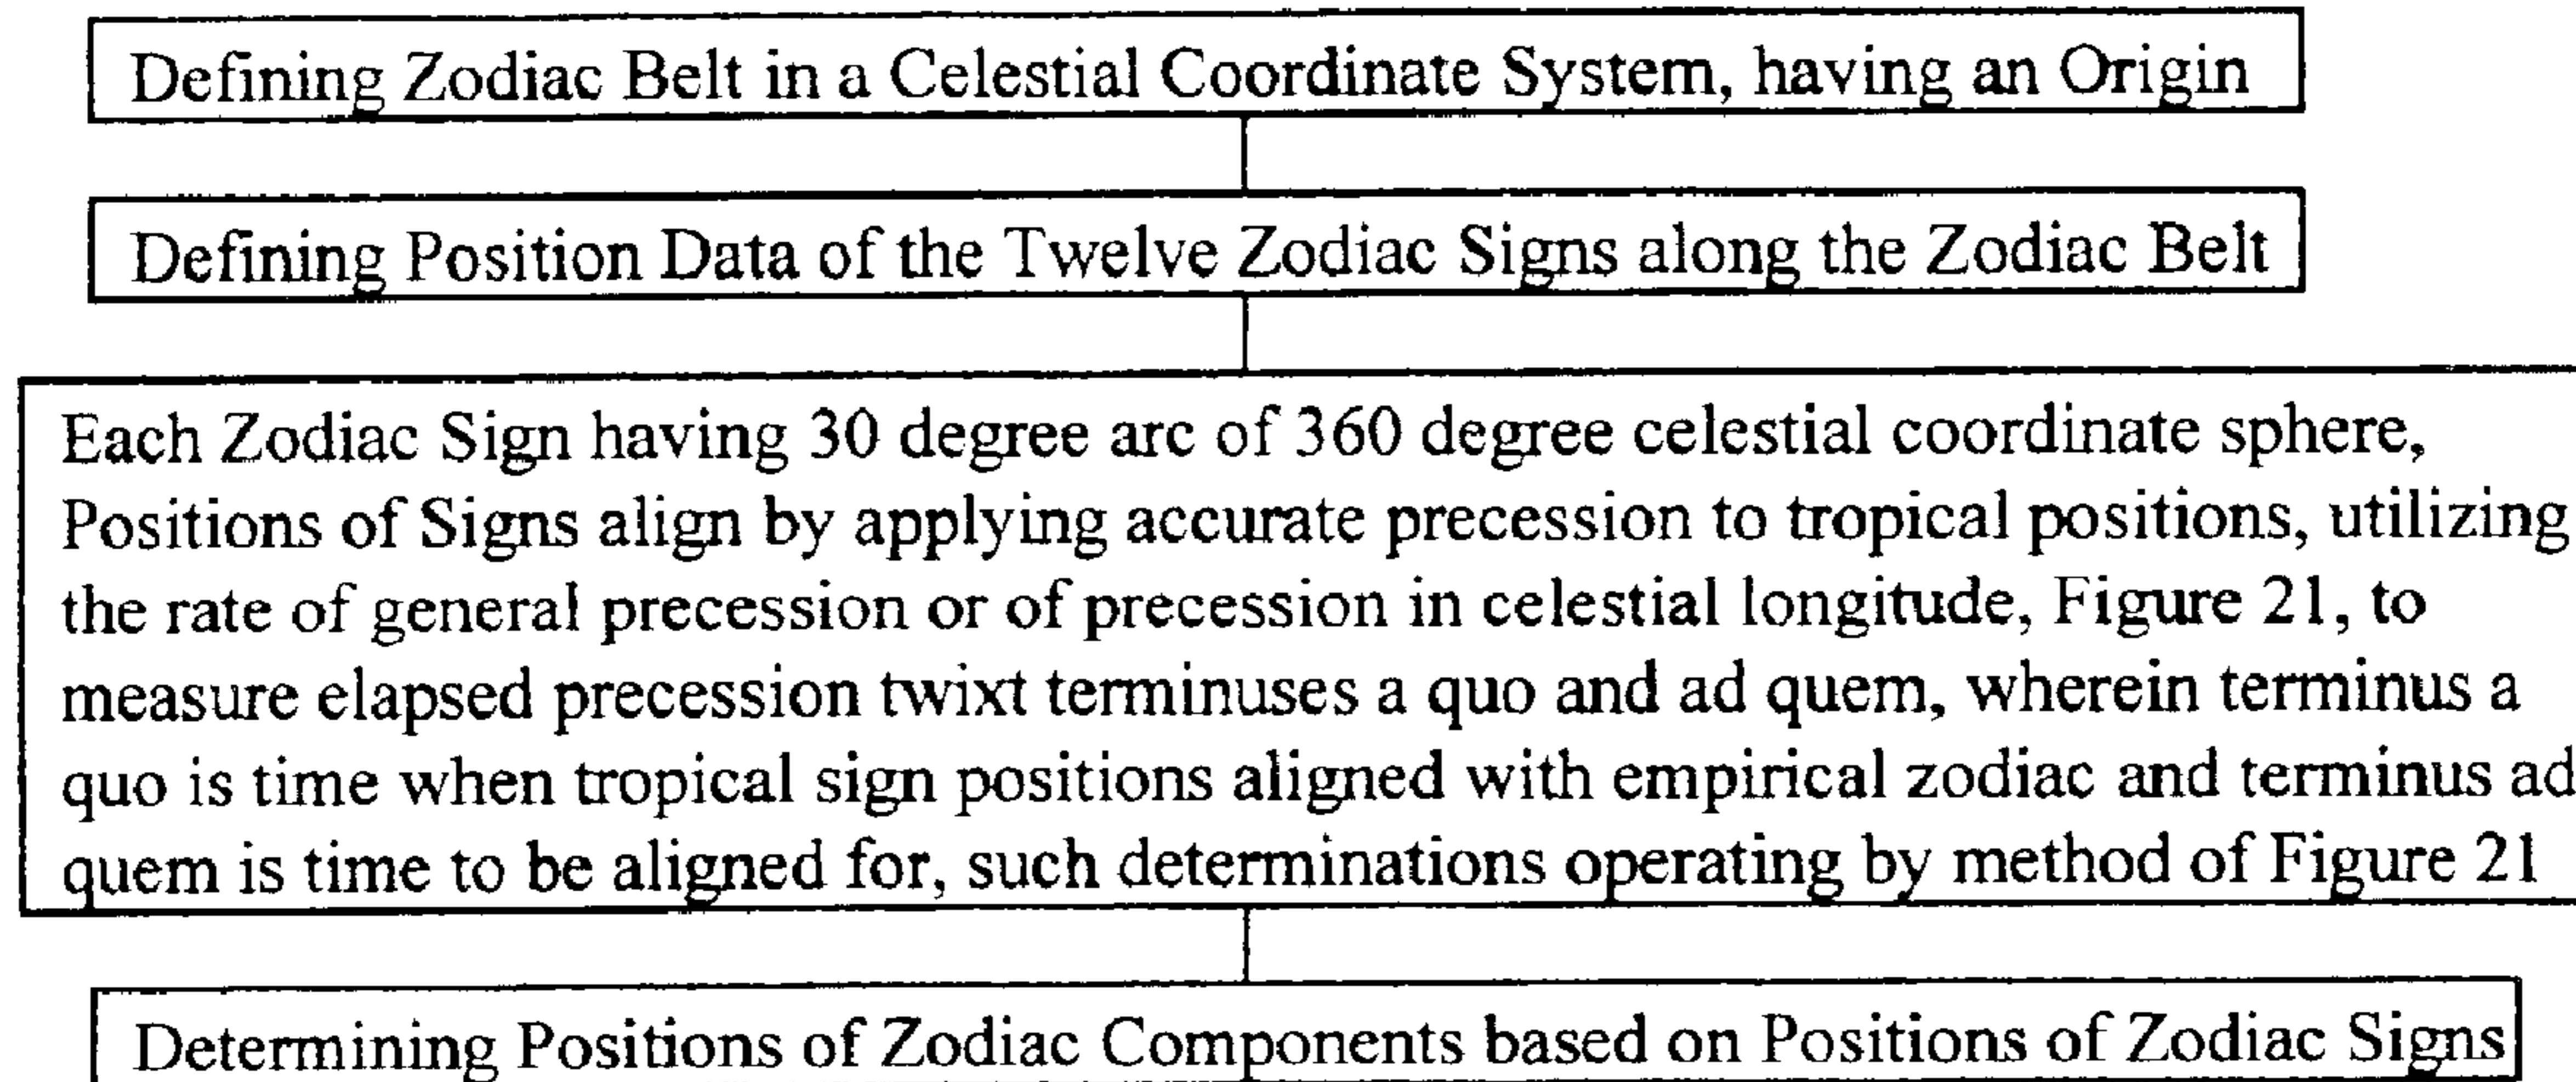 Defining Zodiac Belt in a Celestial Coordinate System, having an Origin
Defining Position Data of the Twelve Zodiac Signs along the Zodiac Belt
Each Zodiac Sign having 30 degree arc of 360 degree celestial coordinate sphere,
Positions of Signs align by applying accurate precession to tropical positions, utilizing
the rate of general precession or of precession in celestial longitude, Figure 21, to
measure elapsed precession twixt terminuses a quo and ad quem, wherein terminus a
quo is time when tropical sign positions aligned with empirical zodiac and terminus ad
quem is time to be aligned for, such determinations operating by method of Figure 21
Determining Positions of Zodiac Components based on Positions of Zodiac Signs